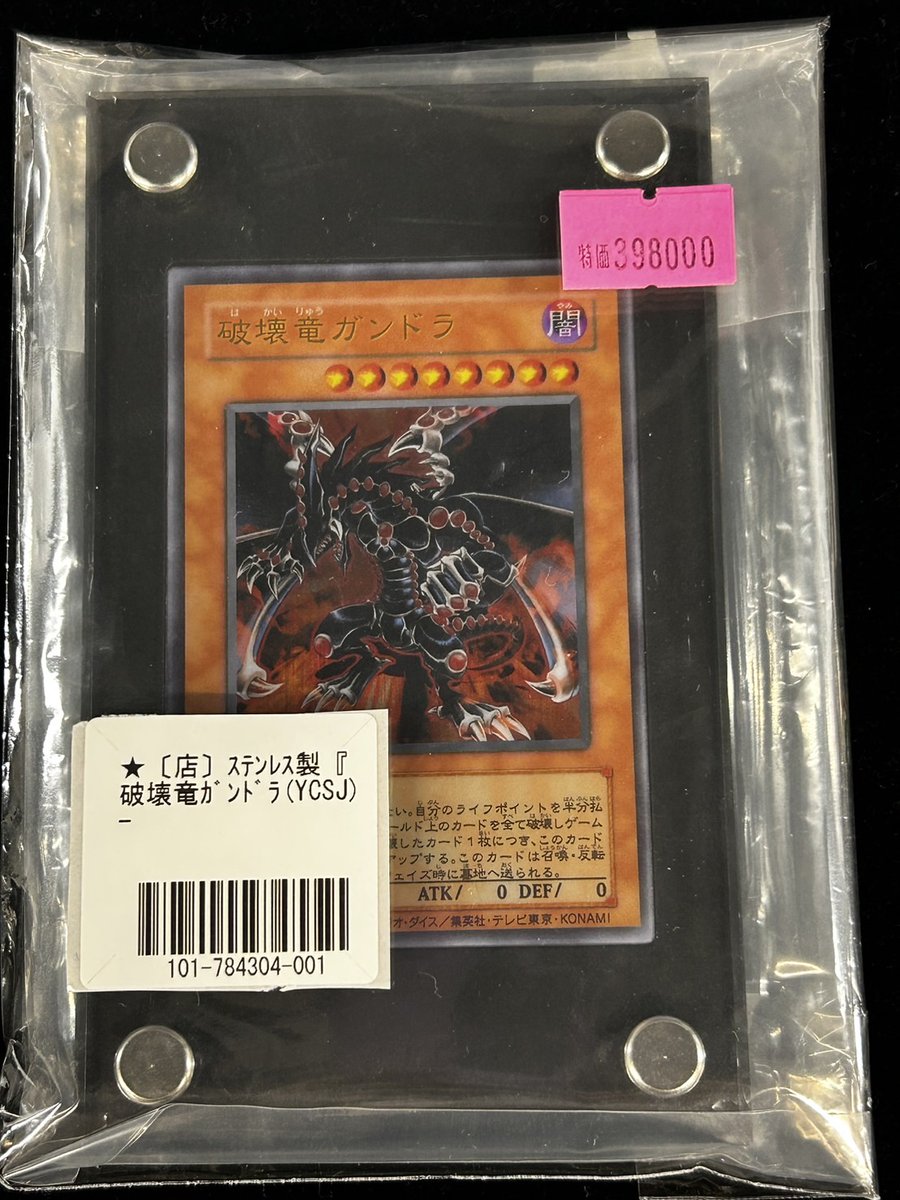 特価398000
は かい りゅう
破壊竜ガンドラ
やみ
闇
★〔店〕ｽﾃﾝﾚｽ製『
破壊竜ｶﾞﾝﾄﾞﾗ(YCSJ)
−
101-784304-001
い。自分のライフポイントを半分払
ールド上のカードを全て破壊しゲーム
したカード１枚につき、このカード
アップする。このカードは召喚・反転
ェイズ時に墓地へ送られる。
ATK/ 0 DEF/ 0
オ・ダイス／集英社・テレビ東京・KONAMI